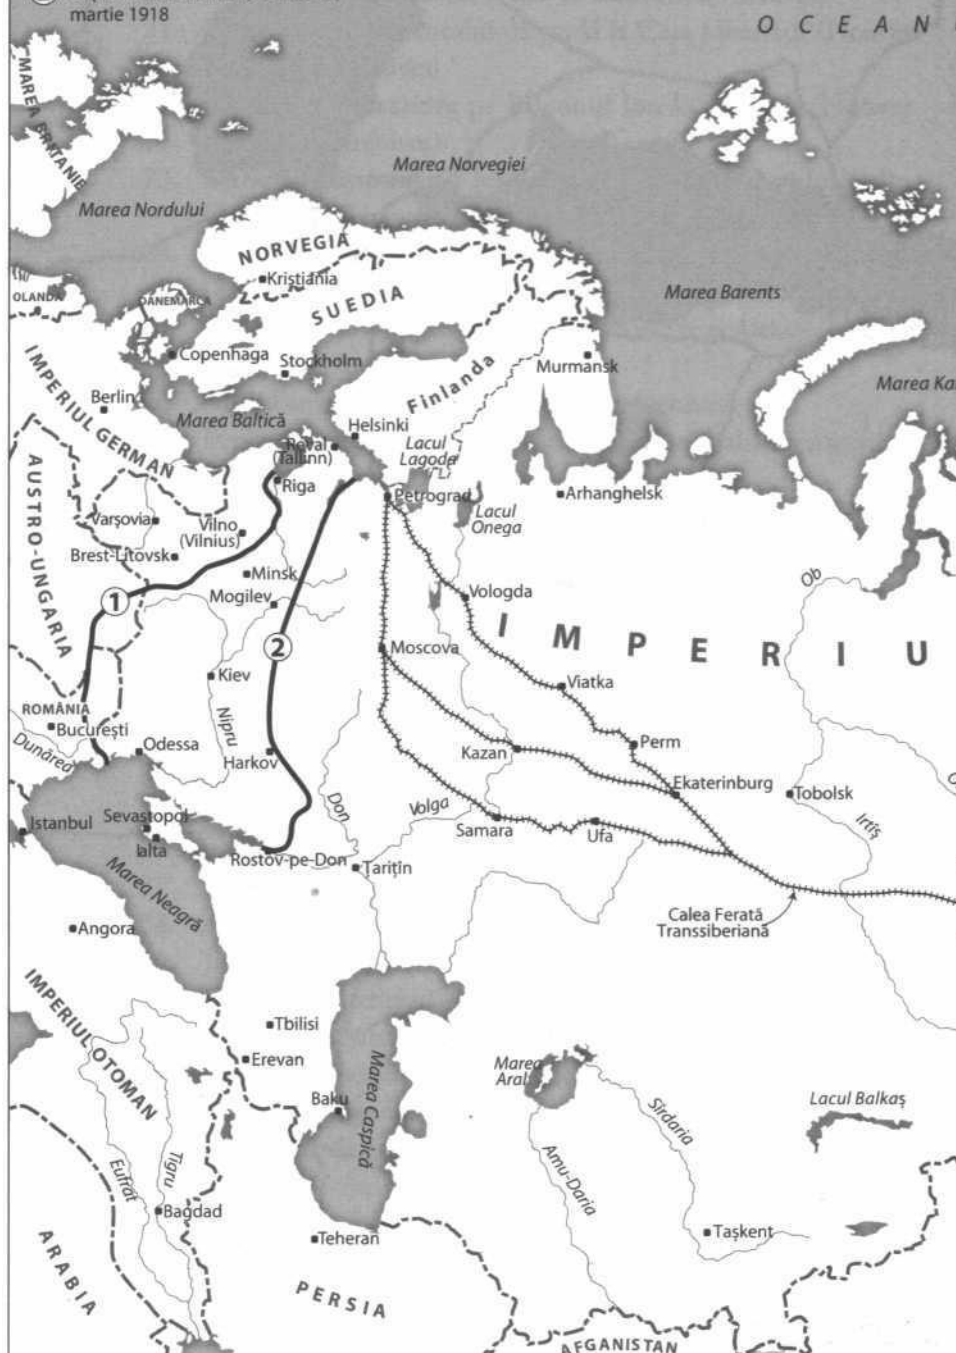 martie 1918
OCEAN
MAREA BRITANIE
Marea Norvegiei
Marea Nordului
NORVEGIA
Kristiania
Marea Barents
OLANDA
DANEMARCA
SUEDIA
Copenhaga
Stockholm
Finlanda
Murmansk
Marea Ka
IMPERIUL GERMAN
Berlin
Marea Baltică
Helsinki
Reval
(Tallinn)
Lacul
Lagoda
Riga
Petrograd
Arhanghelsk
Lacul
Onega
AUSTRO-UNGARIA
Varșovia
Vilno
(Vilnius)
Brest-Litovsk
Minsk
Mogilev
1
2
Vologda
Ob
IMPERIU
Moscova
Kiev
Viatka
ROMÂNIA
București
Dunărea
Odessa
Nipru
Harkov
Kazan
Perm
Ekaterinburg
Tobolsk
Irtîș
Don
Volga
Samara
Ufa
Istanbul
Sevastopol
Ialta
Rostov-pe-Don
Țarițîn
Marea Neagră
Calea Ferată
Transsiberiană
Angora
IMPERIUL OTOMAN
Tbilisi
Erevan
Baku
Marea Caspică
Marea
Aral
Sîrdaria
Lacul Balkaș
Amu-Daria
Eufrat
Tigru
Bagdad
Teheran
Tașkent
ARABIA
PERSIA
AFGANISTAN